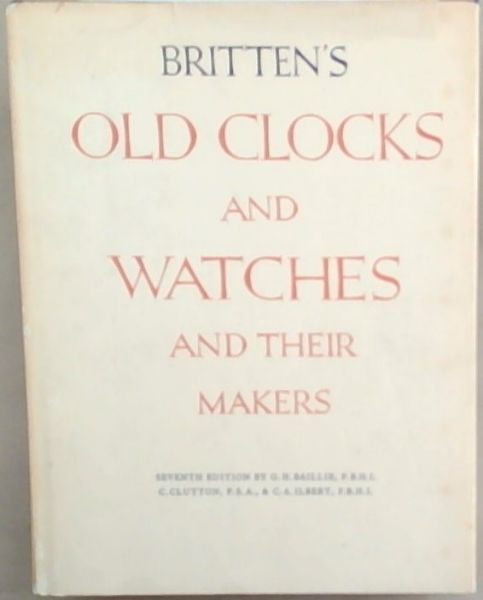 BRITTEN'S
OLD CLOCKS
AND
WATCHES
AND THEIR
MAKERS
SEVENTH EDITION BY G. H. BAILLIE, F.B.H.I.
C. CLUTTON, F.S.A., & C. A. ILBERT, F.B.H.I.